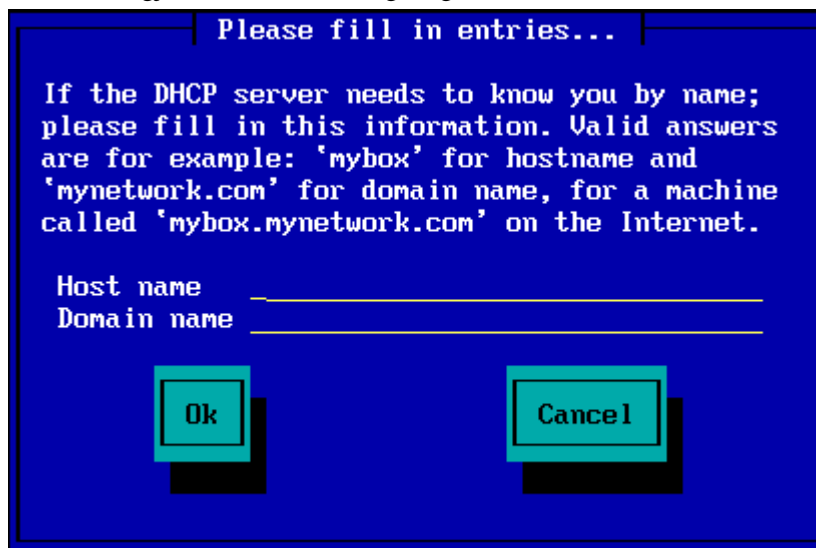 Please fill in entries...
If the DHCP server needs to know you by name;
please fill in this information. Valid answers
are for example: 'mybox' for hostname and
'mynetwork.com' for domain name, for a machine
called 'mybox.mynetwork.com' on the Internet.
Host name
Domain name
Ok
Cancel